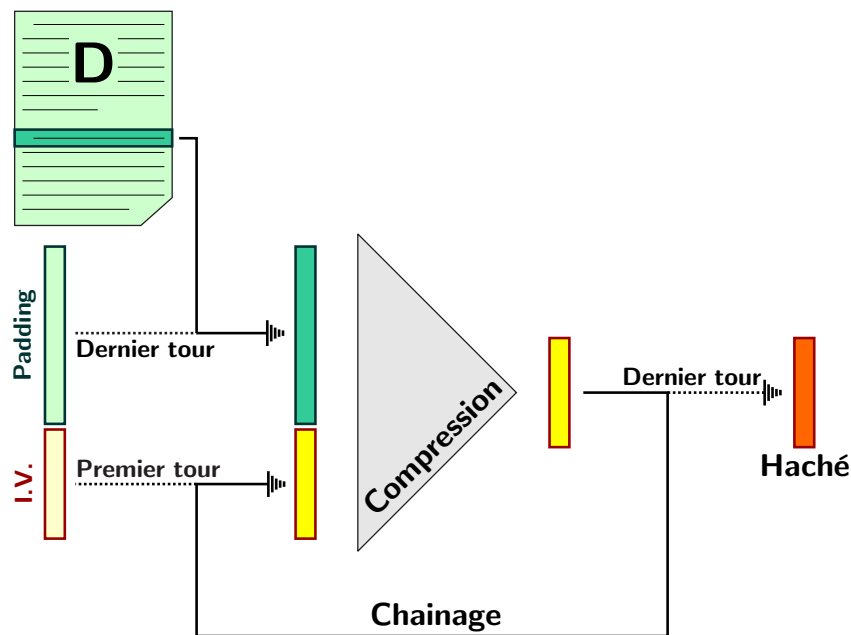 D
Padding
Dernier tour
I.V.
Premier tour
Compression
Dernier tour
Haché
Chainage